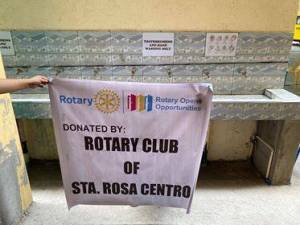 Rotary
Rotary Opens
Opportunities
DONATED BY:
ROTARY CLUB
OF
STA. ROSA CENTRO